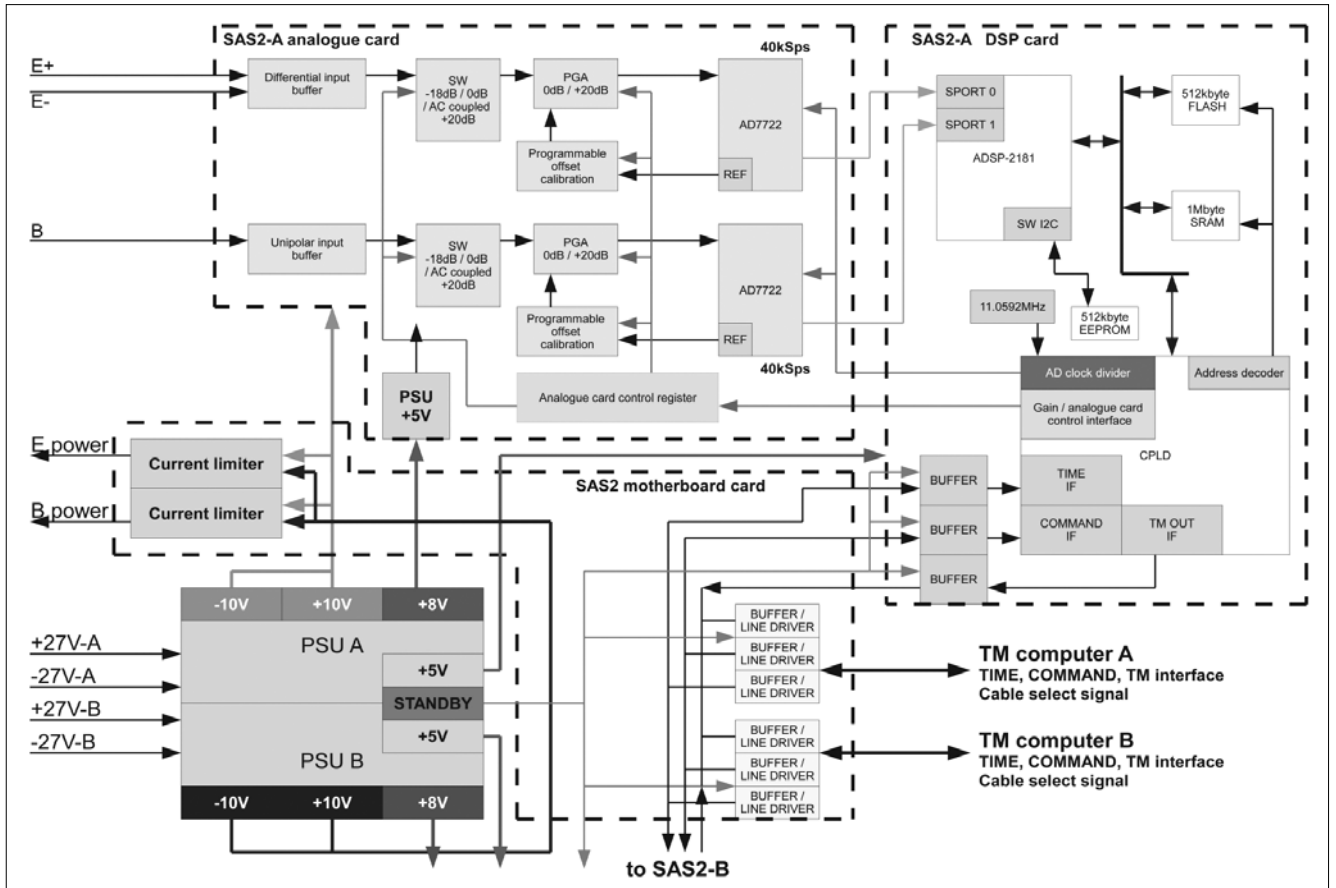 SAS2-A analogue card
SAS2-A DSP card
E+
E-
Differential input
buffer
SW
-18dB / 0dB
/ AC coupled
+20dB
PGA
0dB / +20dB
40kSps
AD7722
REF
Programmable
offset
calibration
SPORT 0
SPORT 1
ADSP-2181
SW I2C
512kbyte
FLASH
1Mbyte
SRAM
B
Unipolar input
buffer
SW
-18dB / 0dB
/ AC coupled
+20dB
PGA
0dB / +20dB
AD7722
REF
40kSps
Programmable
offset
calibration
11.0592MHz
512kbyte
EEPROM
PSU
+5V
Analogue card control register
AD clock divider
Address decoder
Gain / analogue card
control interface
CPLD
E power
B power
Current limiter
Current limiter
SAS2 motherboard card
BUFFER
BUFFER
BUFFER
TIME
IF
COMMAND
IF
TM OUT
IF
-10V
+10V
+8V
PSU A
+5V
STANDBY
+5V
PSU B
-10V
+10V
+8V
+27V-A
-27V-A
+27V-B
-27V-B
BUFFER /
LINE DRIVER
BUFFER /
LINE DRIVER
BUFFER /
LINE DRIVER
TM computer A
TIME, COMMAND, TM interface
Cable select signal
BUFFER /
LINE DRIVER
BUFFER /
LINE DRIVER
BUFFER /
LINE DRIVER
TM computer B
TIME, COMMAND, TM interface
Cable select signal
to SAS2-B